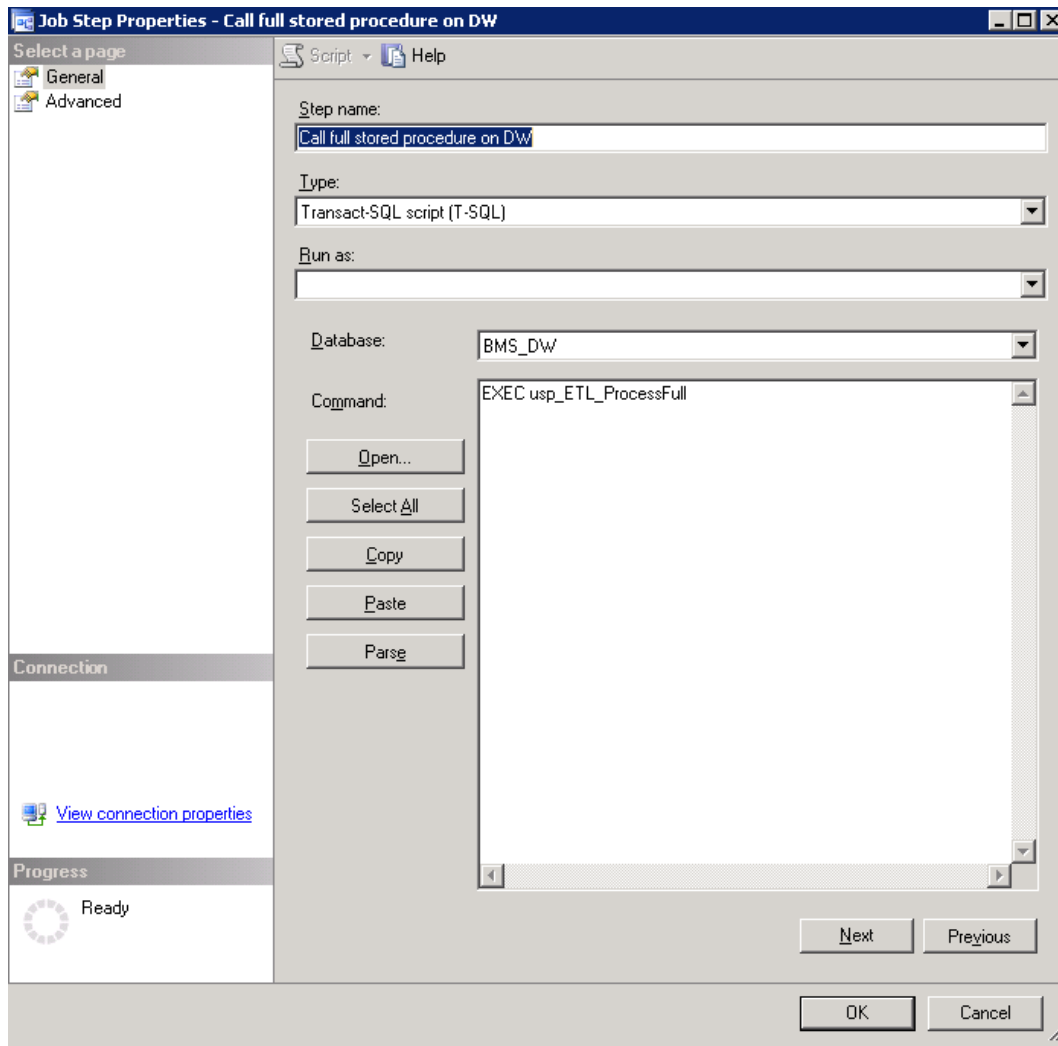 Job Step Properties - Call full stored procedure on DW
Select a page
General
Advanced
Script
Help
Step name:
Call full stored procedure on DW
Type:
Transact-SQL script (T-SQL)
Run as:
Database:
BMS_DW
Command:
EXEC usp_ETL_ProcessFull
Open...
Select All
Copy
Paste
Parse
Connection
View connection properties
Progress
Ready
Next
Previous
OK
Cancel